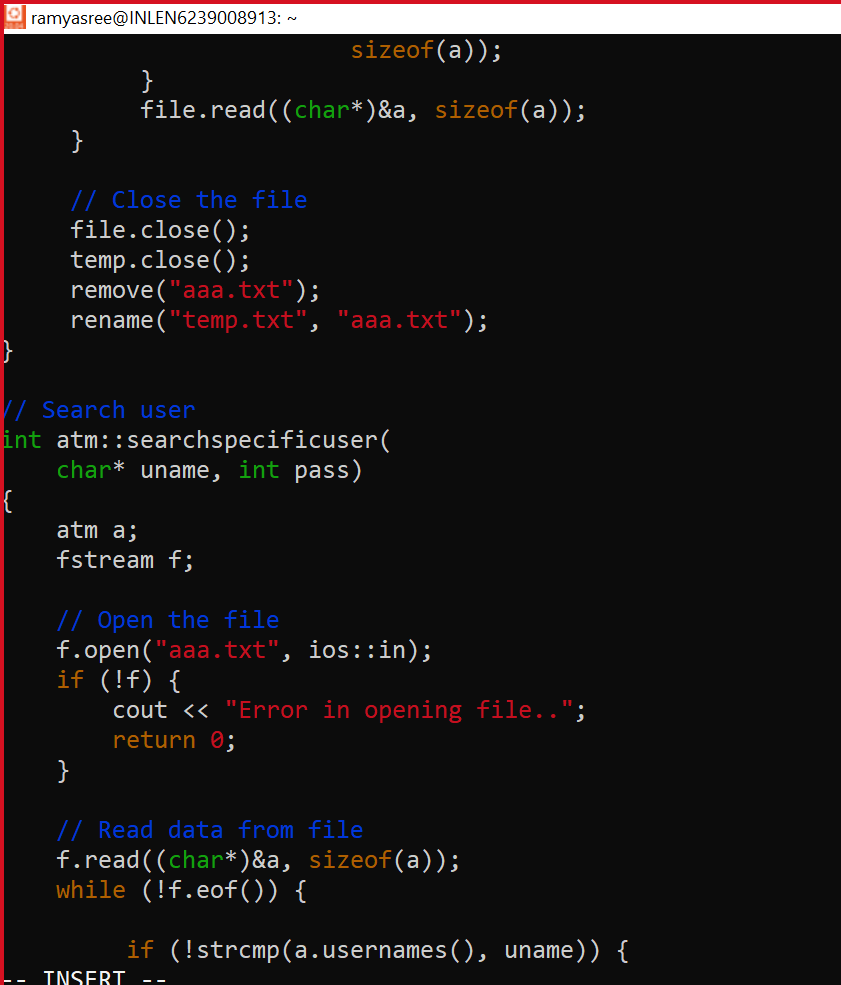 ramyasree@INLEN6239008913: ~
sizeof(a));
}
file.read((char*)&a, sizeof(a));
}
// Close the file
file.close();
temp.close();
remove("aaa.txt");
rename("temp.txt", "aaa.txt");
}
// Search user
int atm::searchspecificuser(
char* uname, int pass)
{
atm a;
fstream f;
// Open the file
f.open("aaa.txt", ios::in);
if (!f) {
cout << "Error in opening file..";
return 0;
}
// Read data from file
f.read((char*)&a, sizeof(a));
while (!f.eof()) {
if (!strcmp(a.usernames(), uname)) {
-- INSERT --